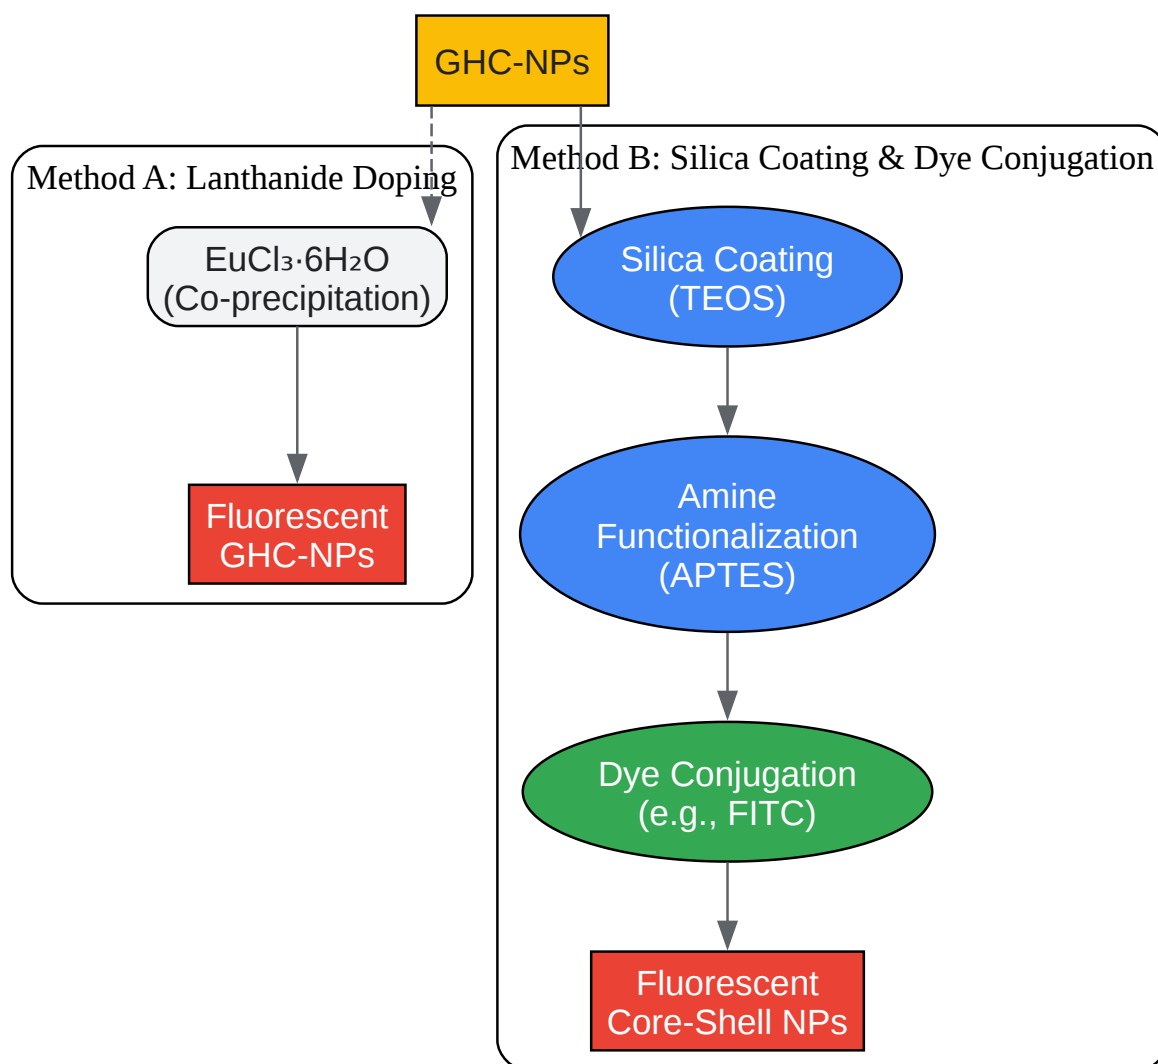 GHC-NPs
Method A: Lanthanide Doping
EuCl₃·6H₂O
(Co-precipitation)
Fluorescent
GHC-NPs
Method B: Silica Coating & Dye Conjugation
Silica Coating
(TEOS)
Amine
Functionalization
(APTES)
Dye Conjugation
(e.g., FITC)
Fluorescent
Core-Shell NPs